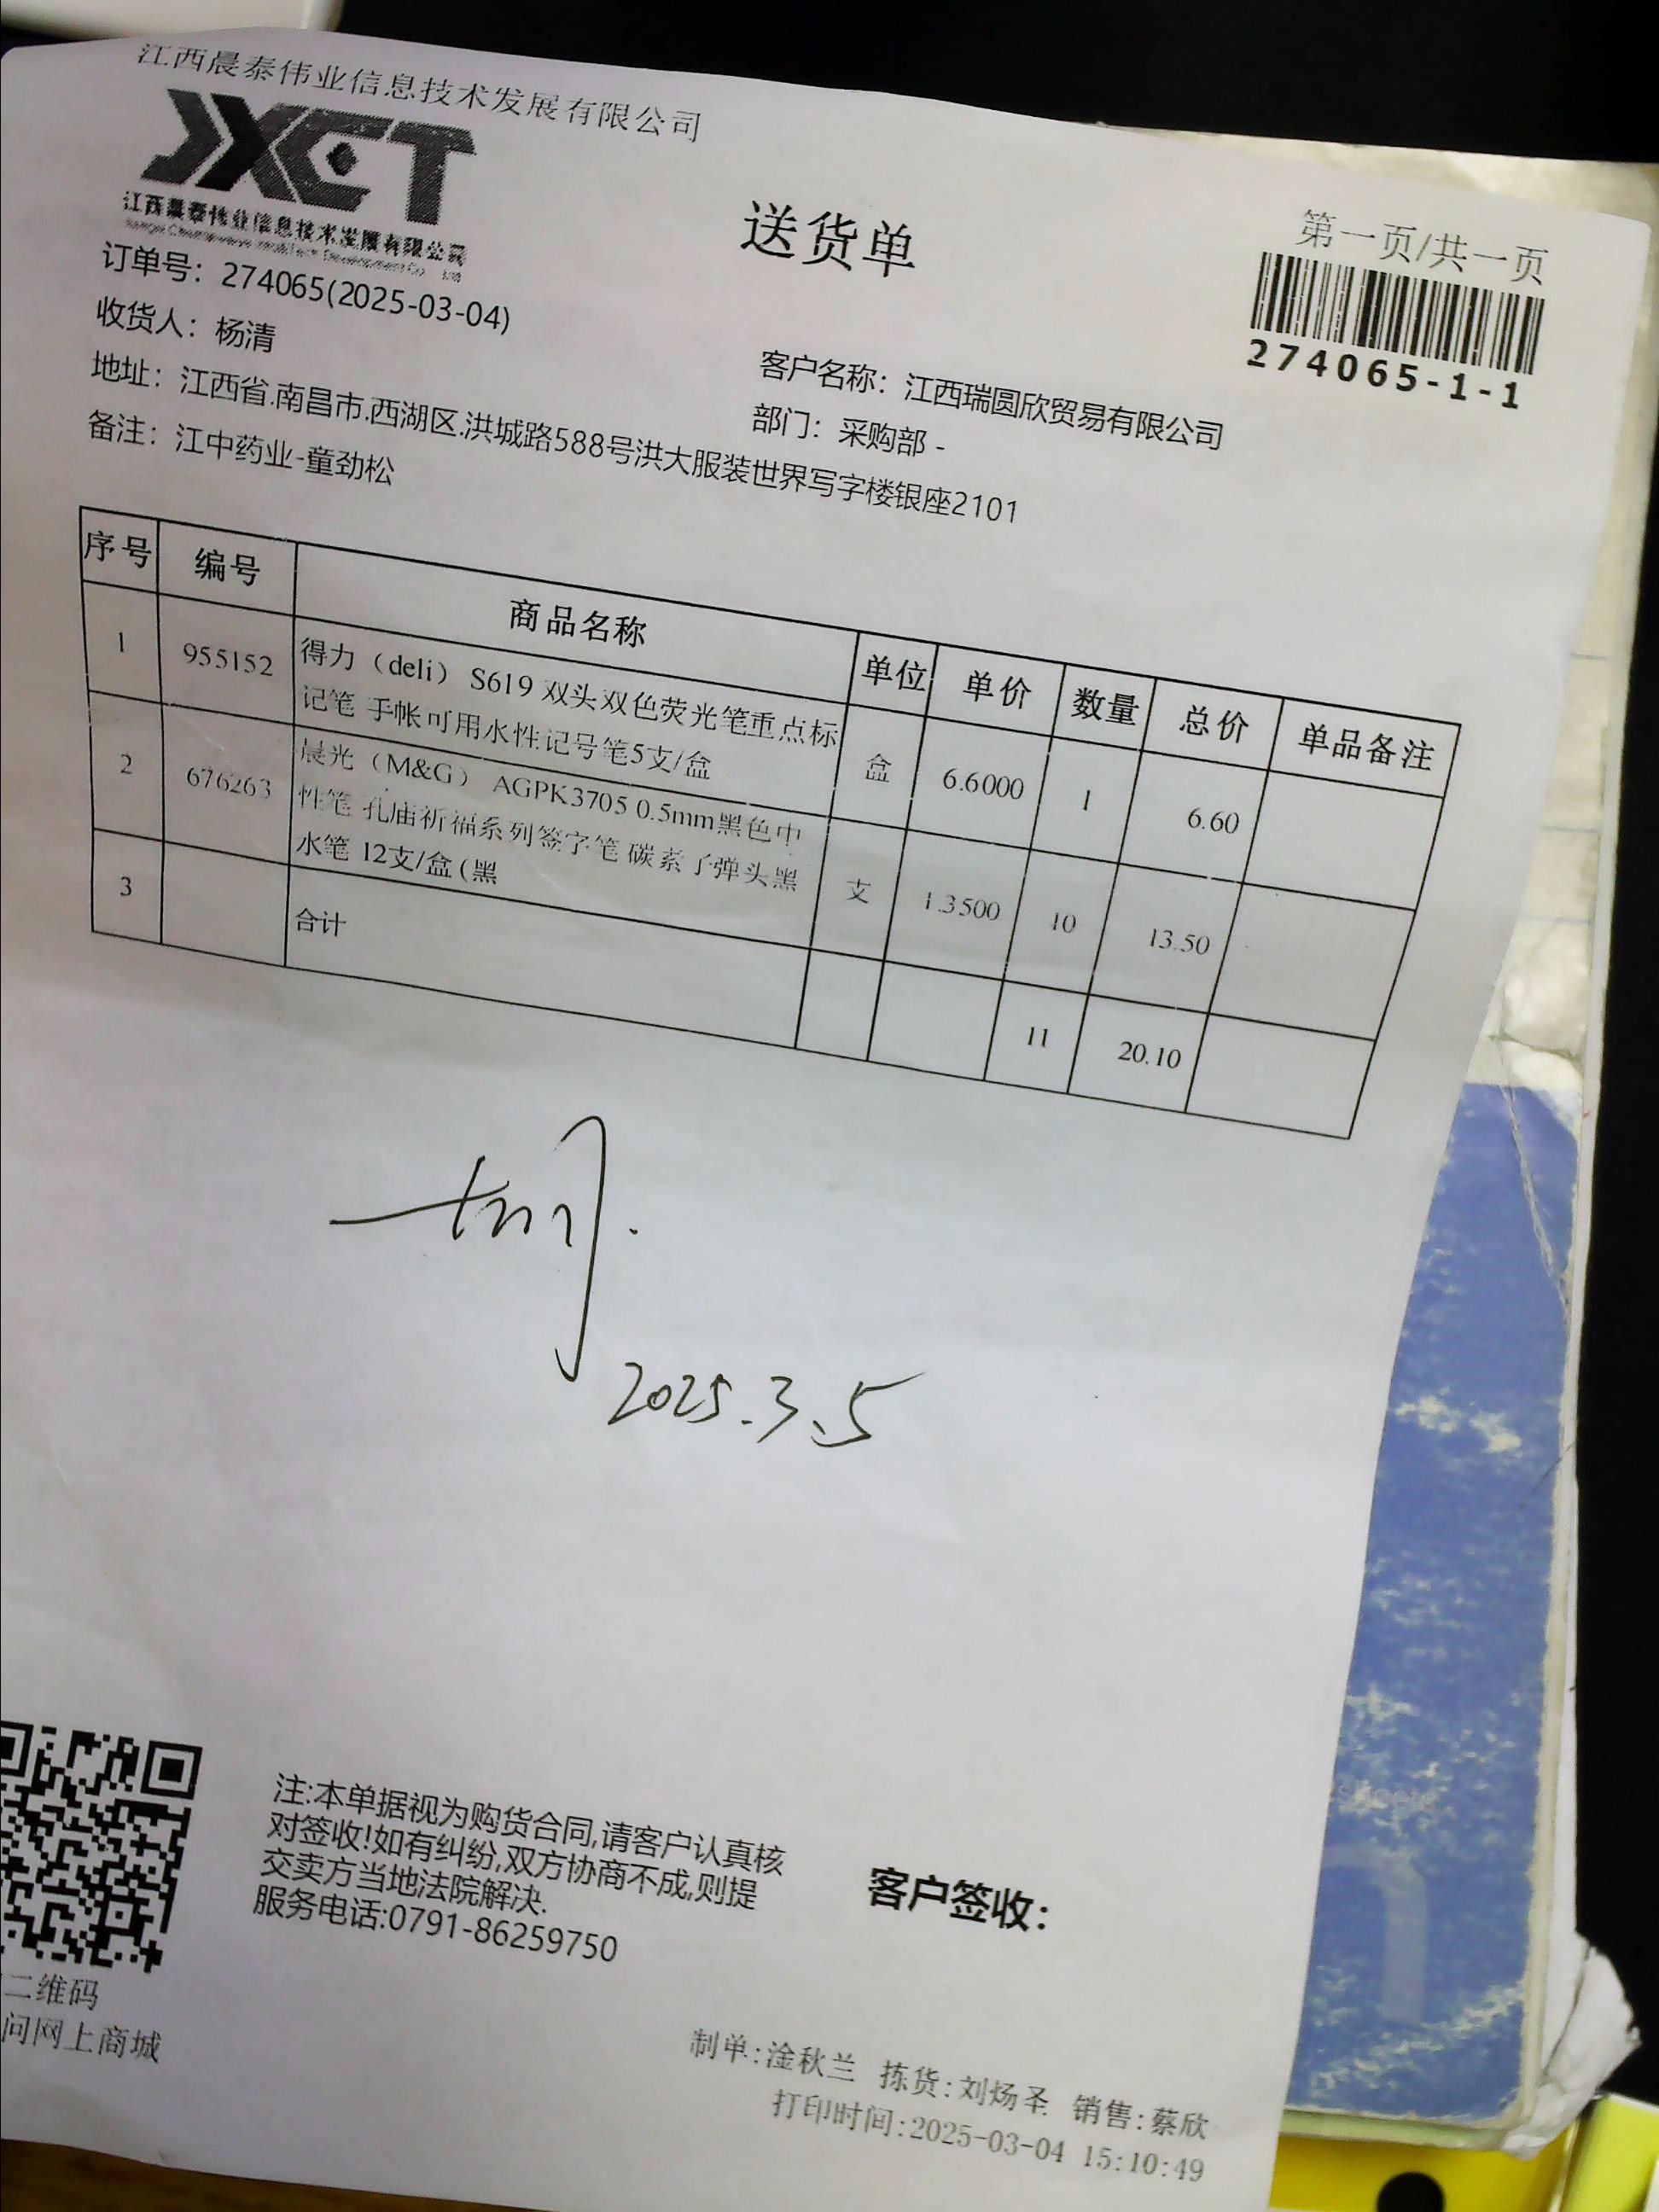 江西晨泰伟业信息技术发展有限公司
JXCT
江西晨泰伟业信息技术发展有限公司
送货单
第一页/共一页
274065-1-1
订单号：274065(2025-03-04)
收货人：杨清
客户名称：江西瑞圆欣贸易有限公司
部门：采购部 -
地址：江西省.南昌市.西湖区.洪城路588号洪大服装世界写字楼银座2101
备注：江中药业-童劲松
序号 编号 商品名称 单位 单价 数量 总价 单品备注
1 955152 得力（deli） S619 双头双色荧光笔重点标
记笔 手帐可用水性记号笔5支/盒 盒 6.6000 1 6.60
2 676263 晨光（M&G） AGPK3705 0.5mm黑色中
性笔 孔庙祈福系列签字笔 碳素子弹头黑
水笔 12支/盒(黑 支 1.3500 10 13.50
3 合计 11 20.10
2025.3.5
注:本单据视为购货合同,请客户认真核
对签收!如有纠纷,双方协商不成,则提
交卖方当地法院解决.
服务电话:0791-86259750
客户签收：
二维码
问网上商城
制单:淦秋兰 拣货:刘炀圣 销售:蔡欣
打印时间:2025-03-04 15:10:49